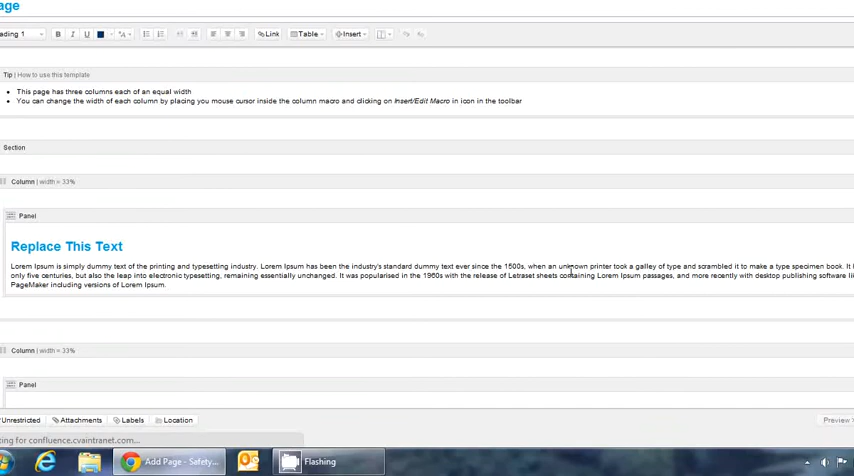 age
ading 1 B I U A Link Table Insert
Tip | How to use this template
This page has three columns each of an equal width
You can change the width of each column by placing you mouse cursor inside the column macro and clicking on Insert/Edit Macro in icon in the toolbar
Section
Column | width = 33%
Panel
Replace This Text
Lorem Ipsum is simply dummy text of the printing and typesetting industry. Lorem Ipsum has been the industry's standard dummy text ever since the 1500s, when an unknown printer took a galley of type and scrambled it to make a type specimen book. It
only five centuries, but also the leap into electronic typesetting, remaining essentially unchanged. It was popularised in the 1960s with the release of Letraset sheets containing Lorem Ipsum passages, and more recently with desktop publishing software
PageMaker including versions of Lorem Ipsum.
Column | width = 33%
Panel
Unrestricted Attachments Labels Location Preview
ting for confluence.cvaintranet.com...
Add Page - Safety... Flashing